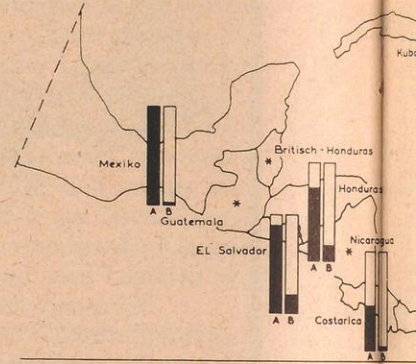 Kuba
Britisch-Honduras
Mexiko
Honduras
A B
Guatemala
Nicaragua
EL Salvador
A B
A B
Costarica
A B